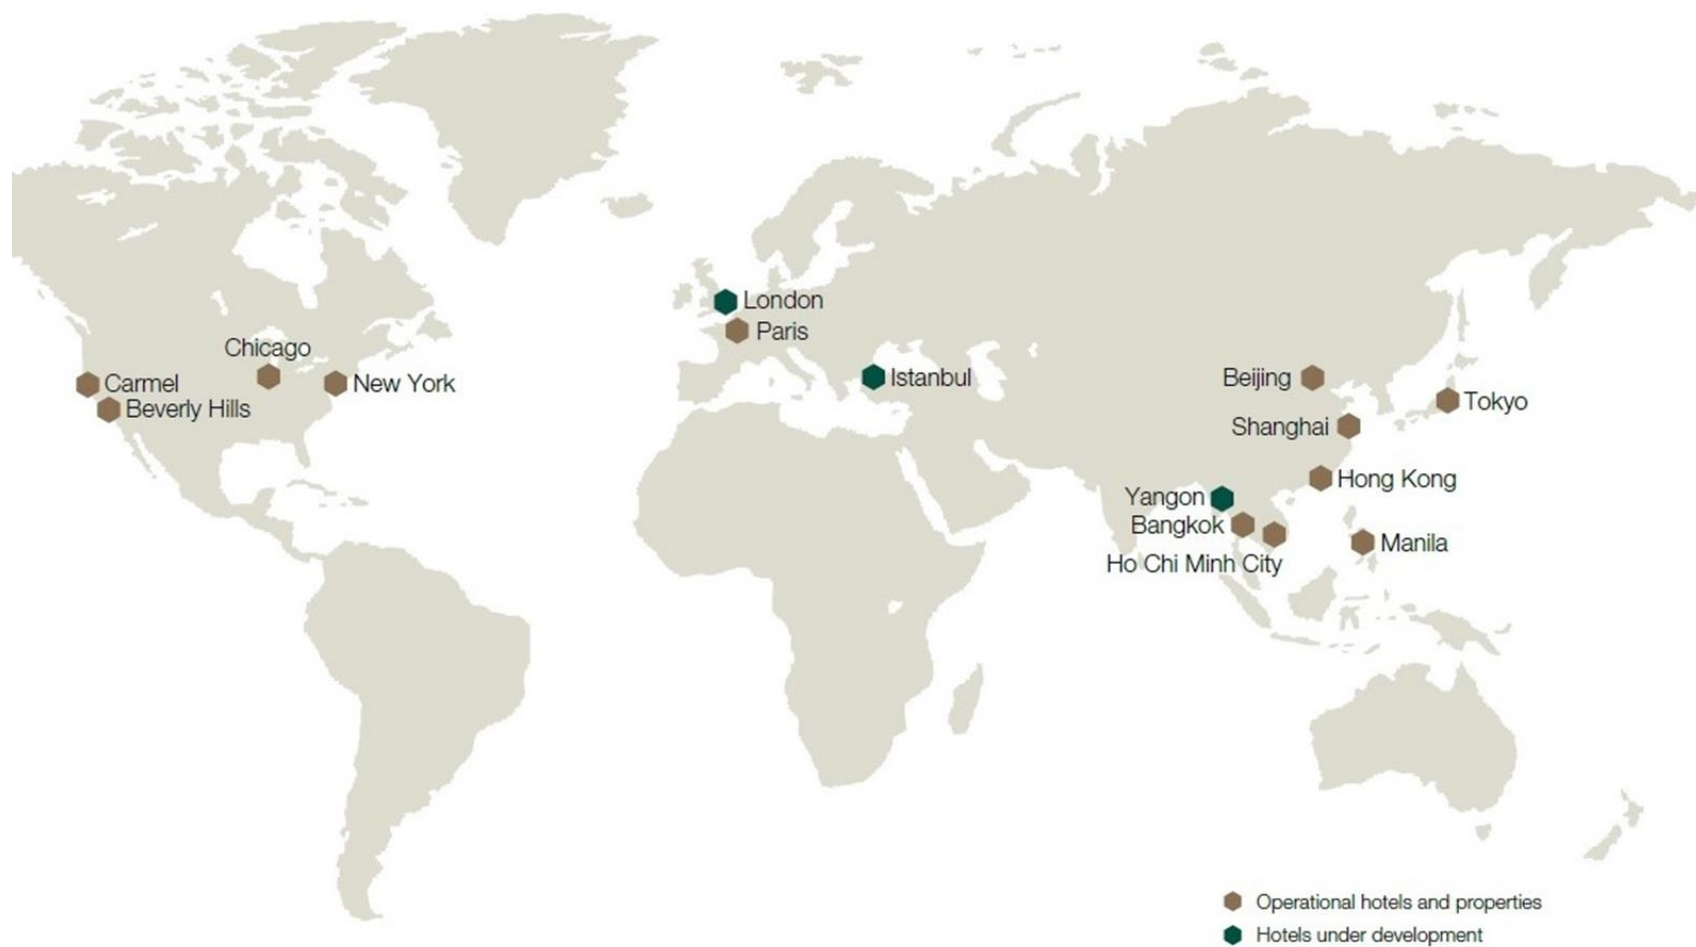 London
Paris
Chicago
Carmel
New York
Beverly Hills
Istanbul
Beijing
Tokyo
Shanghai
Hong Kong
Yangon
Bangkok
Manila
Ho Chi Minh City
Operational hotels and properties
Hotels under development